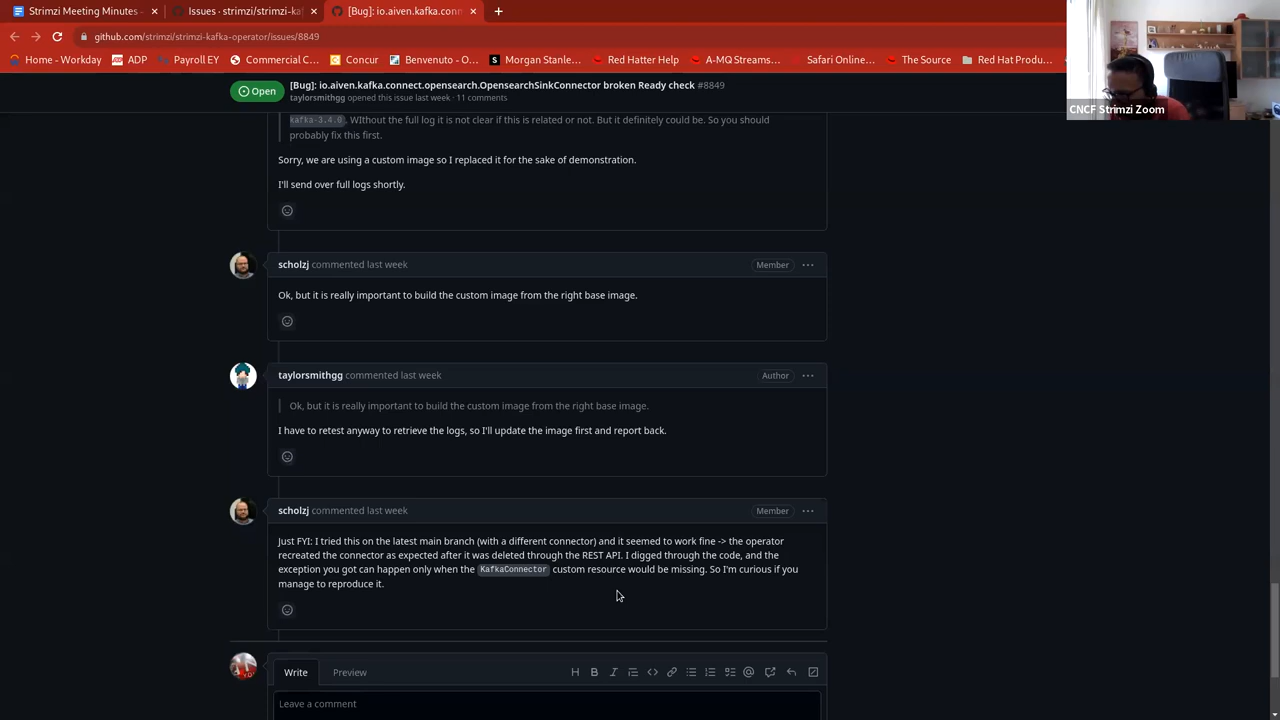 Strimzi Meeting Minutes -
Issues · strimzi/strimzi-ka
[Bug]: io.aiven.kafka.conn
github.com/strimzi/strimzi-kafka-operator/issues/8849
Home - Workday
ADP
Payroll EY
Commercial C...
Concur
Benvenuto - O...
Morgan Stanle...
Red Hatter Help
A-MQ Streams...
The Source
Red Hat Prod
Safari Online...
Open
[Bug]: io.aiven.kafka.connect.opensearch.OpensearchSinkConnector broken Ready check #8849
taylorsmithgg opened this issue last week · 11 comments
CNCF Strimzi Zoom
kafka-3.4.0. WIthout the full log it is not clear if this is related or not. But it definitely could be. So you should
probably fix this first.
Sorry, we are using a custom image so I replaced it for the sake of demonstration.
I'll send over full logs shortly.
scholzj commented last week
Member
Ok, but it is really important to build the custom image from the right base image.
taylorsmithgg commented last week
Author
Ok, but it is really important to build the custom image from the right base image.
I have to retest anyway to retrieve the logs, so I'll update the image first and report back.
scholzj commented last week
Member
Just FYI: I tried this on the latest main branch (with a different connector) and it seemed to work fine -> the operator
recreated the connector as expected after it was deleted through the REST API. I digged through the code, and the
exception you got can happen only when the KafkaConnector custom resource would be missing. So I'm curious if you
manage to reproduce it.
Write
Preview
Leave a comment